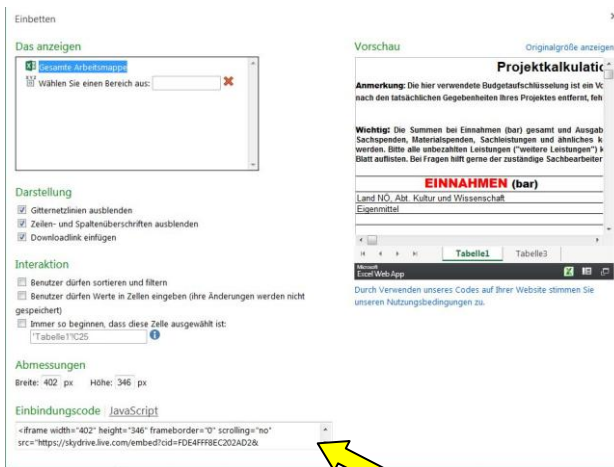 Einbetten
Das anzeigen
Gesamte Arbeitsmappe
Wählen Sie einen Bereich aus:
Darstellung
Gitternetzlinien ausblenden
Zeilen- und Spaltenüberschriften ausblenden
Downloadlink einfügen
Interaktion
Benutzer dürfen sortieren und filtern
Benutzer dürfen Werte in Zellen eingeben (ihre Änderungen werden nicht
gespeichert)
Immer so beginnen, dass diese Zelle ausgewählt ist:
'Tabelle1'!C25
Abmessungen
Breite: 402 px Höhe: 346 px
Einbindungscode JavaScript
<iframe width="402" height="346" frameborder="0" scrolling="no"
src="https://skydrive.live.com/embed?cid=FDE4FFF8EC202AD2&
Vorschau Originalgröße anzeigen
Projektkalkulatic
Anmerkung: Die hier verwendete Budgetaufschlüsselung ist ein Vc
nach den tatsächlichen Gegebenheiten Ihres Projektes entfernt, feh
Wichtig: Die Summen bei Einnahmen (bar) gesamt und Ausgab
Sachspenden, Materialspenden, Sachleistungen und ähnliches k
werden. Bitte alle unbezahlten Leistungen ("weitere Leistungen") k
Blatt auflisten. Bei Fragen hilft gerne der zuständige Sachbearbeiter
EINNAHMEN (bar)
Land NÖ, Abt. Kultur und Wissenschaft
Eigenmittel
Tabelle1 Tabelle3
Microsoft
Excel Web App
Durch Verwenden unseres Codes auf Ihrer Website stimmen Sie
unseren Nutzungsbedingungen zu.